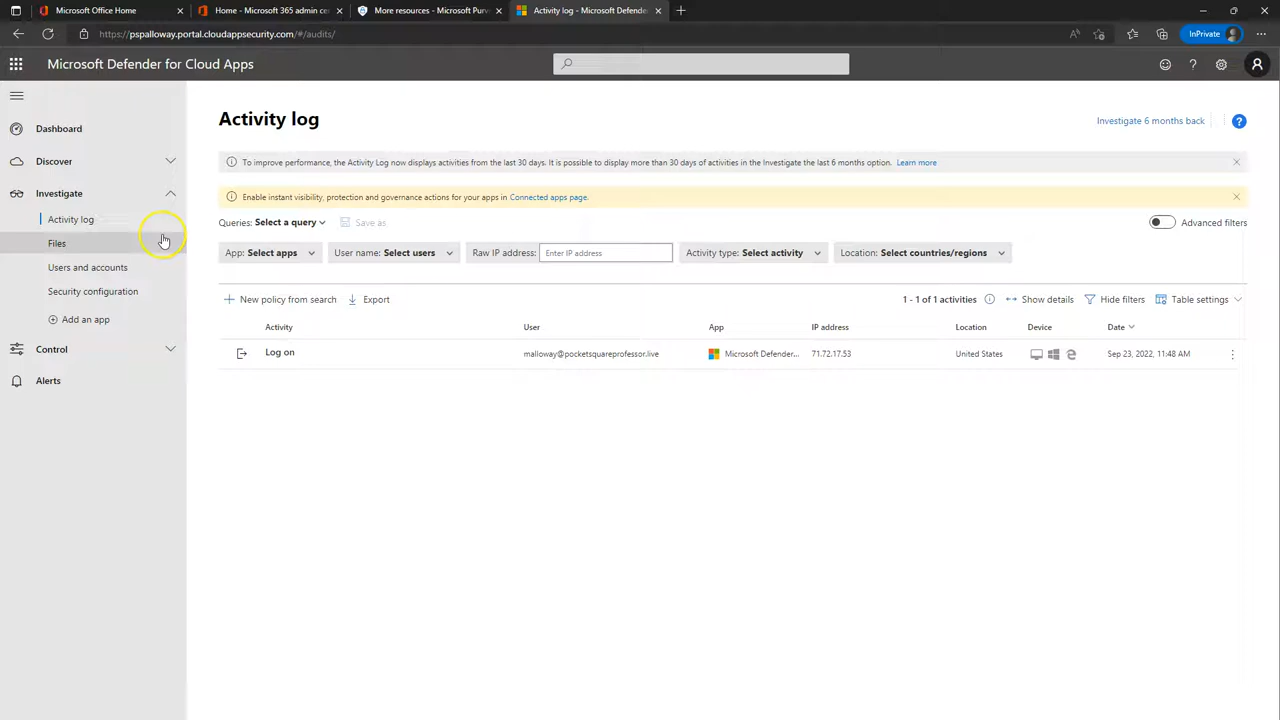 Microsoft Office Home
Home - Microsoft 365 admin cen
More resources - Microsoft Purv
Activity log - Microsoft Defender
https://pspalloway.portal.cloudappsecurity.com/#/audits/
InPrivate
Microsoft Defender for Cloud Apps
Dashboard
Discover
Investigate
Activity log
Files
Users and accounts
Security configuration
Add an app
Control
Alerts
Activity log
Investigate 6 months back
To improve performance, the Activity Log now displays activities from the last 30 days. It is possible to display more than 30 days of activities in the Investigate the last 6 months option. Learn more
Enable instant visibility, protection and governance actions for your apps in Connected apps page.
Queries: Select a query
Save as
Advanced filters
App: Select apps
User name: Select users
Raw IP address: Enter IP address
Activity type: Select activity
Location: Select countries/regions
New policy from search
Export
1 - 1 of 1 activities
Show details
Hide filters
Table settings
Activity User App IP address Location Device Date
Log on malloway@pocketsquareprofessor.live Microsoft Defender... 71.72.17.53 United States Sep 23, 2022, 11:48 AM